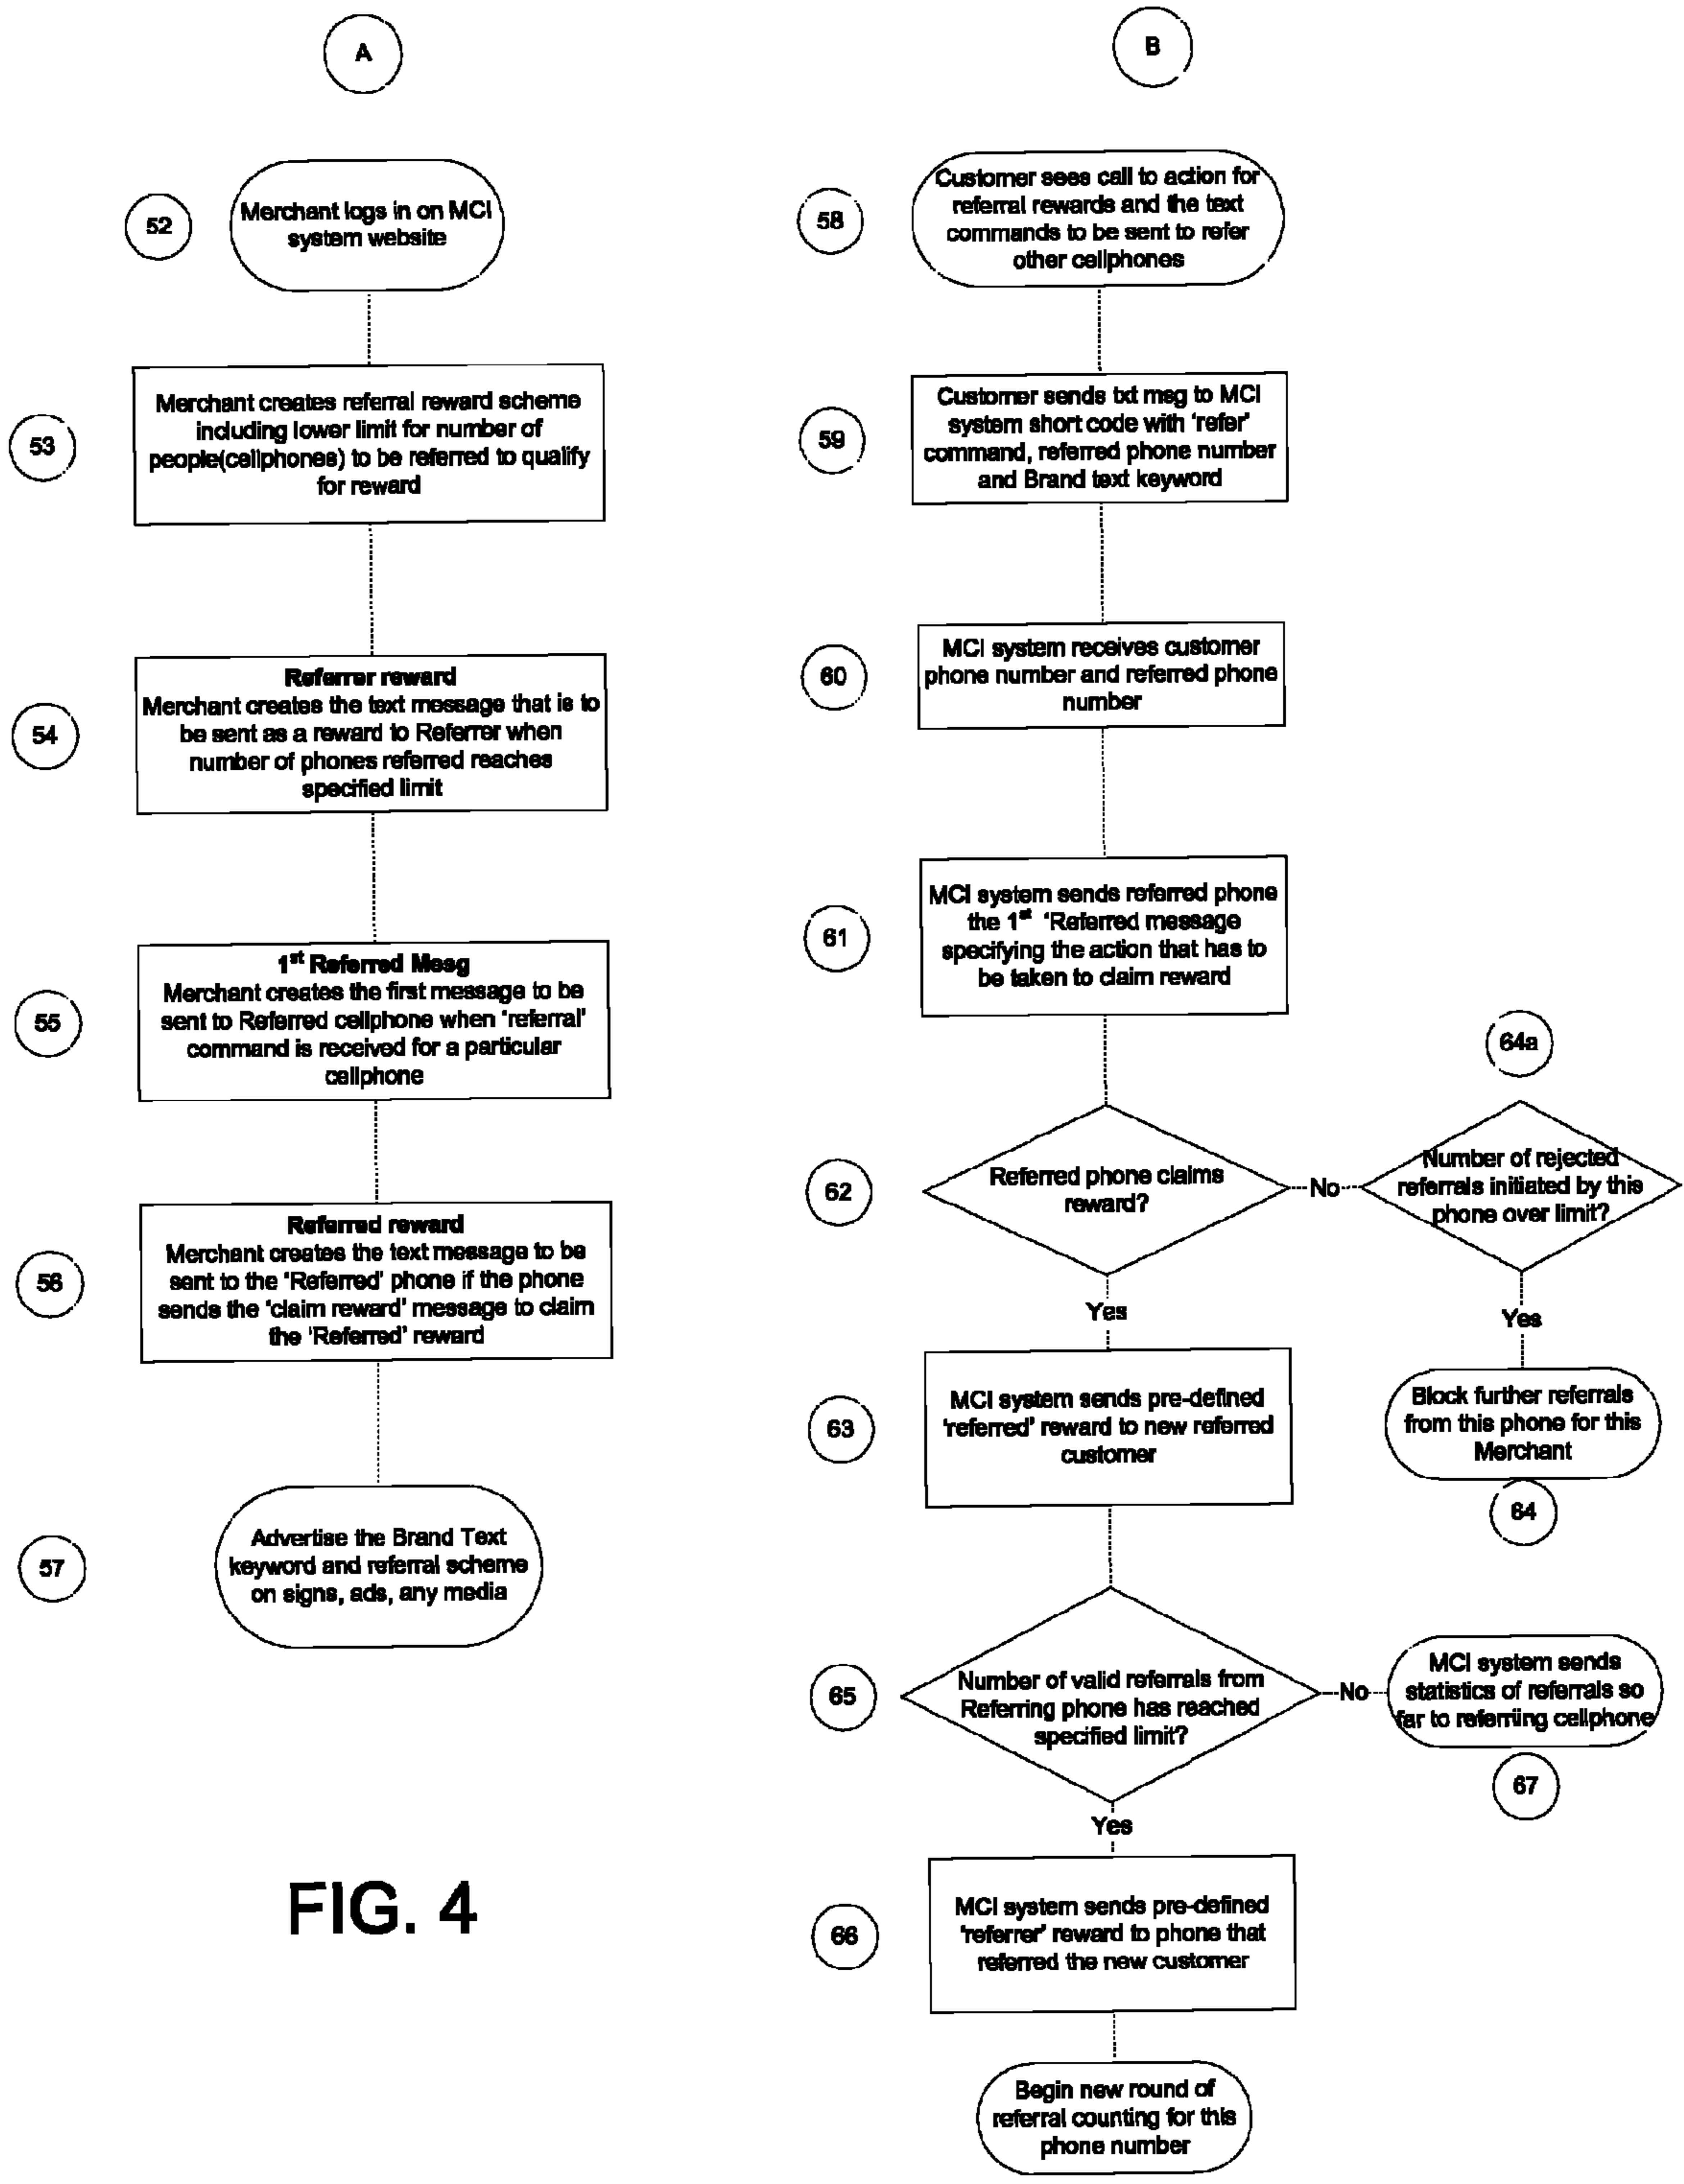 A
52
Merchant logs in on MCI
system website
53
Merchant creates referral reward scheme
including lower limit for number of
people(cellphones) to be referred to qualify
for reward
54
Referrer reward
Merchant creates the text message that is to
be sent as a reward to Referrer when
number of phones referred reaches
specified limit
55
1st Referred Mesg
Merchant creates the first message to be
sent to Referred cellphone when 'referral'
command is received for a particular
cellphone
56
Referred reward
Merchant creates the text message to be
sent to the 'Referred' phone if the phone
sends the 'claim reward' message to claim
the 'Referred' reward
57
Advertise the Brand Text
keyword and referral scheme
on signs, ads, any media
FIG. 4
B
58
Customer sees call to action for
referral rewards and the text
commands to be sent to refer
other cellphones
59
Customer sends txt msg to MCI
system short code with 'refer'
command, referred phone number
and Brand text keyword
60
MCI system receives customer
phone number and referred phone
number
61
MCI system sends referred phone
the 1st 'Referred message
specifying the action that has to
be taken to claim reward
62
Referred phone claims
reward?
No
64a
Number of rejected
referrals initiated by this
phone over limit?
Yes
Yes
Block further referrals
from this phone for this
Merchant
64
63
MCI system sends pre-defined
'referred' reward to new referred
customer
65
Number of valid referrals from
Referring phone has reached
specified limit?
No
MCI system sends
statistics of referrals so
far to referring cellphone
67
Yes
66
MCI system sends pre-defined
'referrer' reward to phone that
referred the new customer
Begin new round of
referral counting for this
phone number